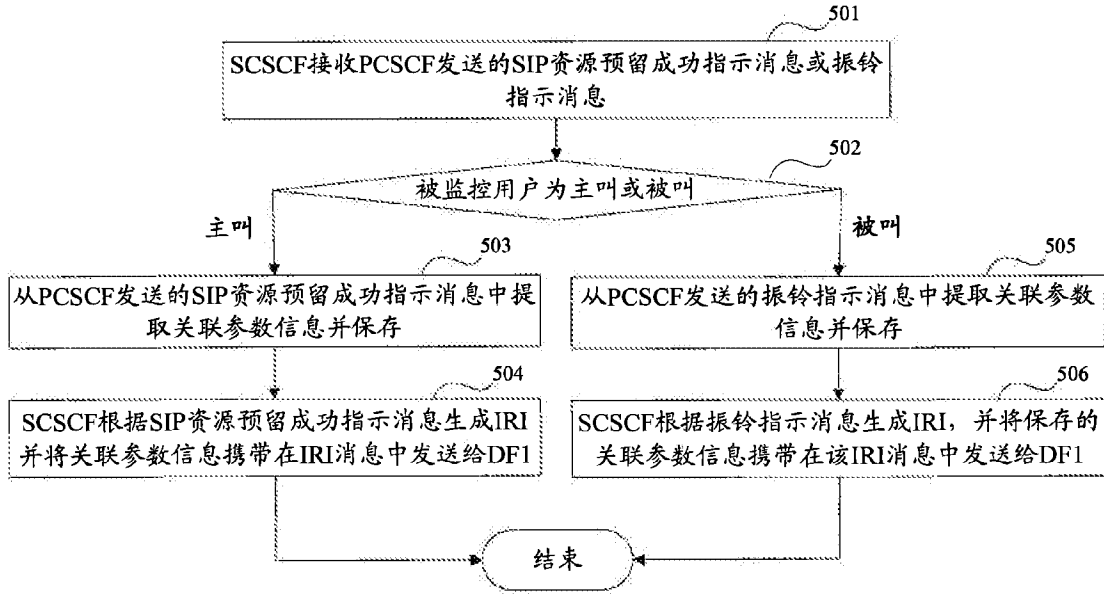 501
SCSCF接收PCSCF发送的SIP资源预留成功指示消息或振铃
指示消息
502
被监控用户为主叫或被叫
主叫
被叫
503
从PCSCF发送的SIP资源预留成功指示消息中提
取关联参数信息并保存
505
从PCSCF发送的振铃指示消息中提取关联参数
信息并保存
504
SCSCF根据SIP资源预留成功指示消息生成IRI
并将关联参数信息携带在IRI消息中发送给DF1
506
SCSCF根据振铃指示消息生成IRI，并将保存的
关联参数信息携带在该IRI消息中发送给DF1
结束